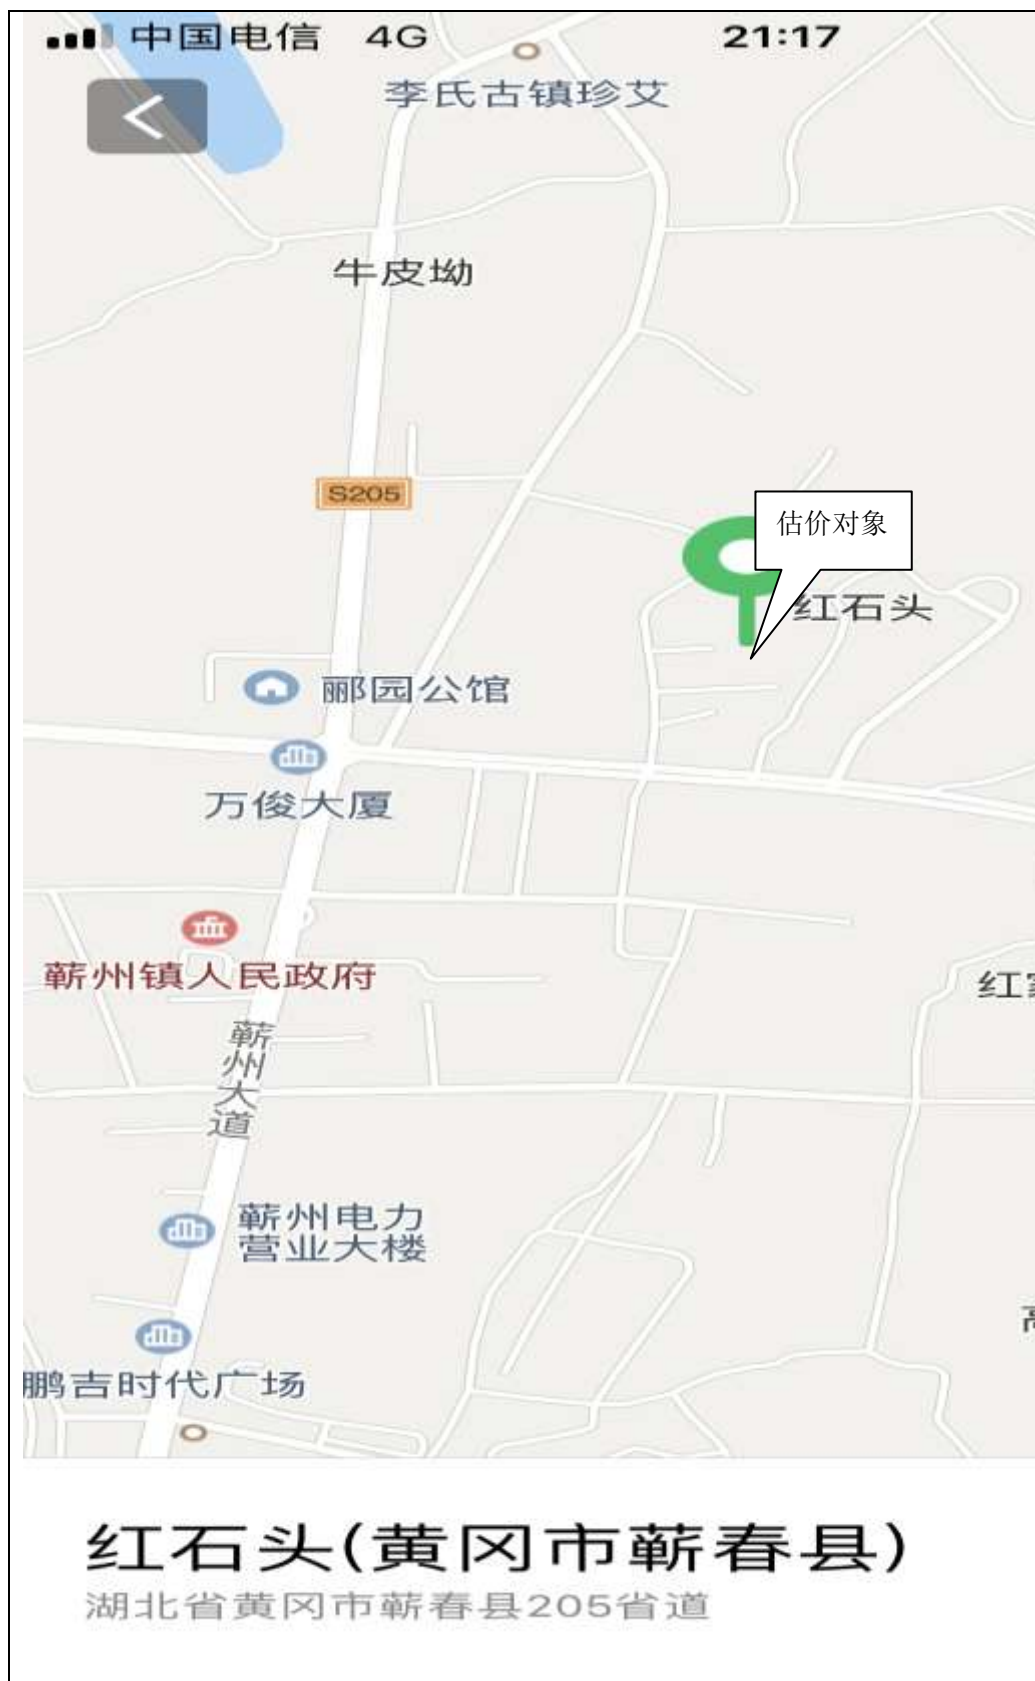 中国电信 4G 21:17
李氏古镇珍艾
牛皮坳
S205
估价对象
红石头
郦园公馆
万俊大厦
蕲州镇人民政府
红
蕲州大道
蕲州电力
营业大楼
鹏吉时代广场
红石头(黄冈市蕲春县)
湖北省黄冈市蕲春县205省道